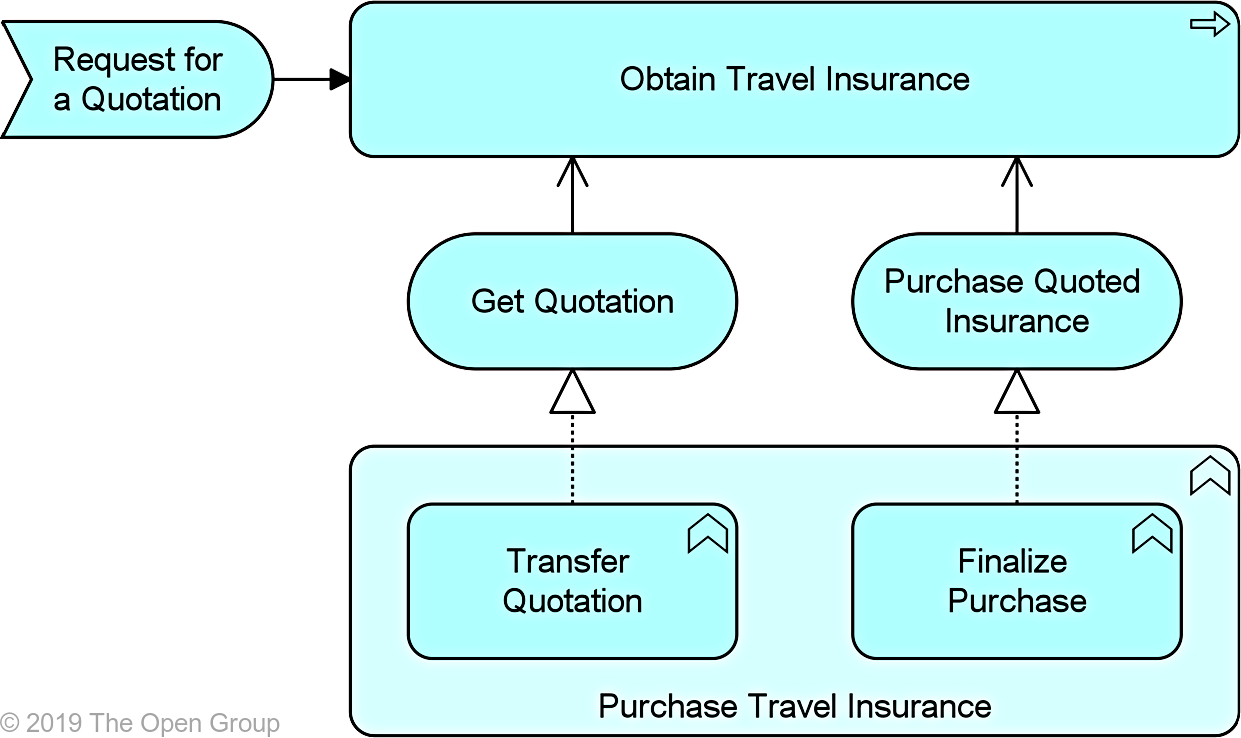 Request for
a Quotation
Obtain Travel Insurance
Get Quotation
Purchase Quoted
Insurance
Transfer
Quotation
Finalize
Purchase
Purchase Travel Insurance
© 2019 The Open Group